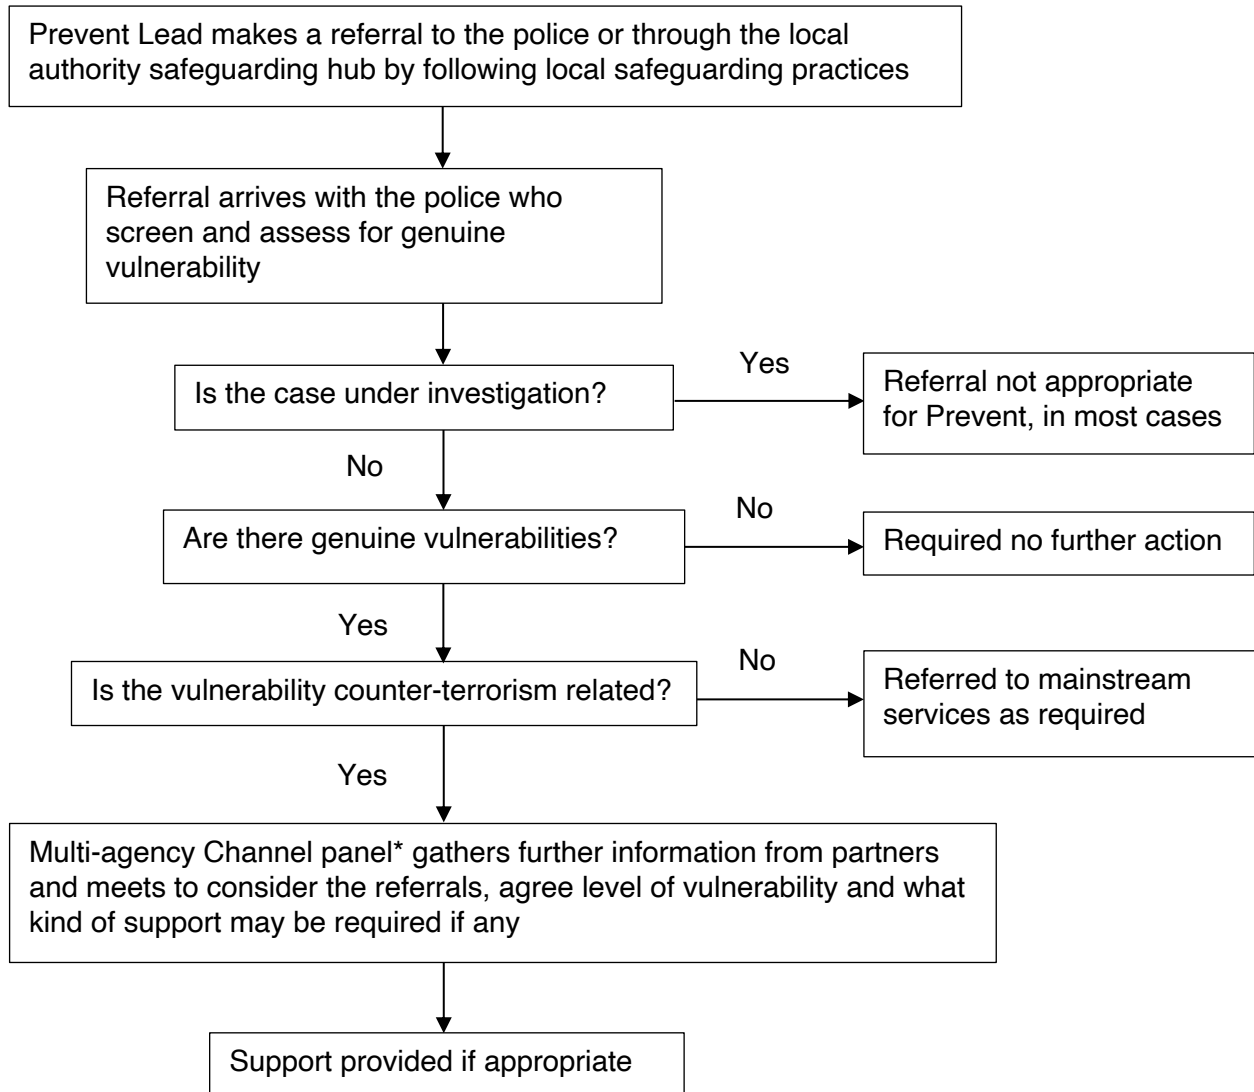 Prevent Lead makes a referral to the police or through the local
authority safeguarding hub by following local safeguarding practices
Referral arrives with the police who
screen and assess for genuine
vulnerability
Is the case under investigation?
Yes
Referral not appropriate
for Prevent, in most cases
No
Are there genuine vulnerabilities?
No
Required no further action
Yes
Is the vulnerability counter-terrorism related?
No
Referred to mainstream
services as required
Yes
Multi-agency Channel panel* gathers further information from partners
and meets to consider the referrals, agree level of vulnerability and what
kind of support may be required if any
Support provided if appropriate